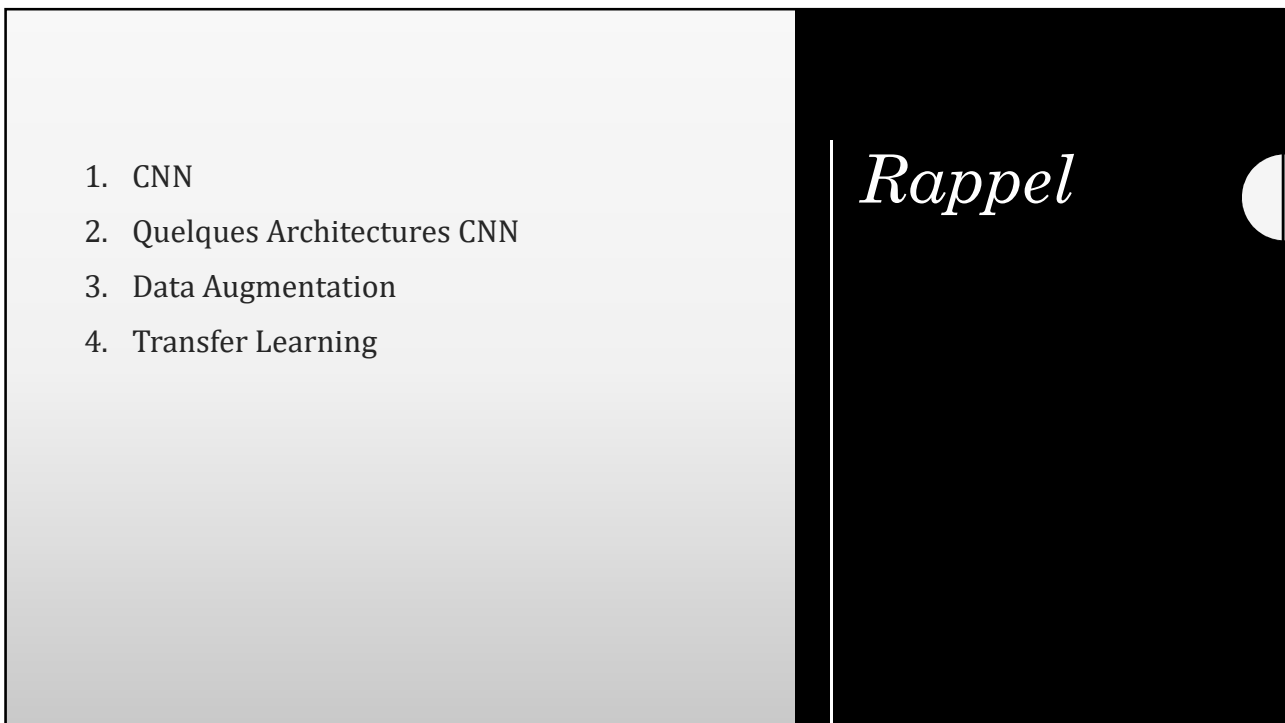 Rappel
1. CNN
2. Quelques Architectures CNN
3. Data Augmentation
4. Transfer Learning